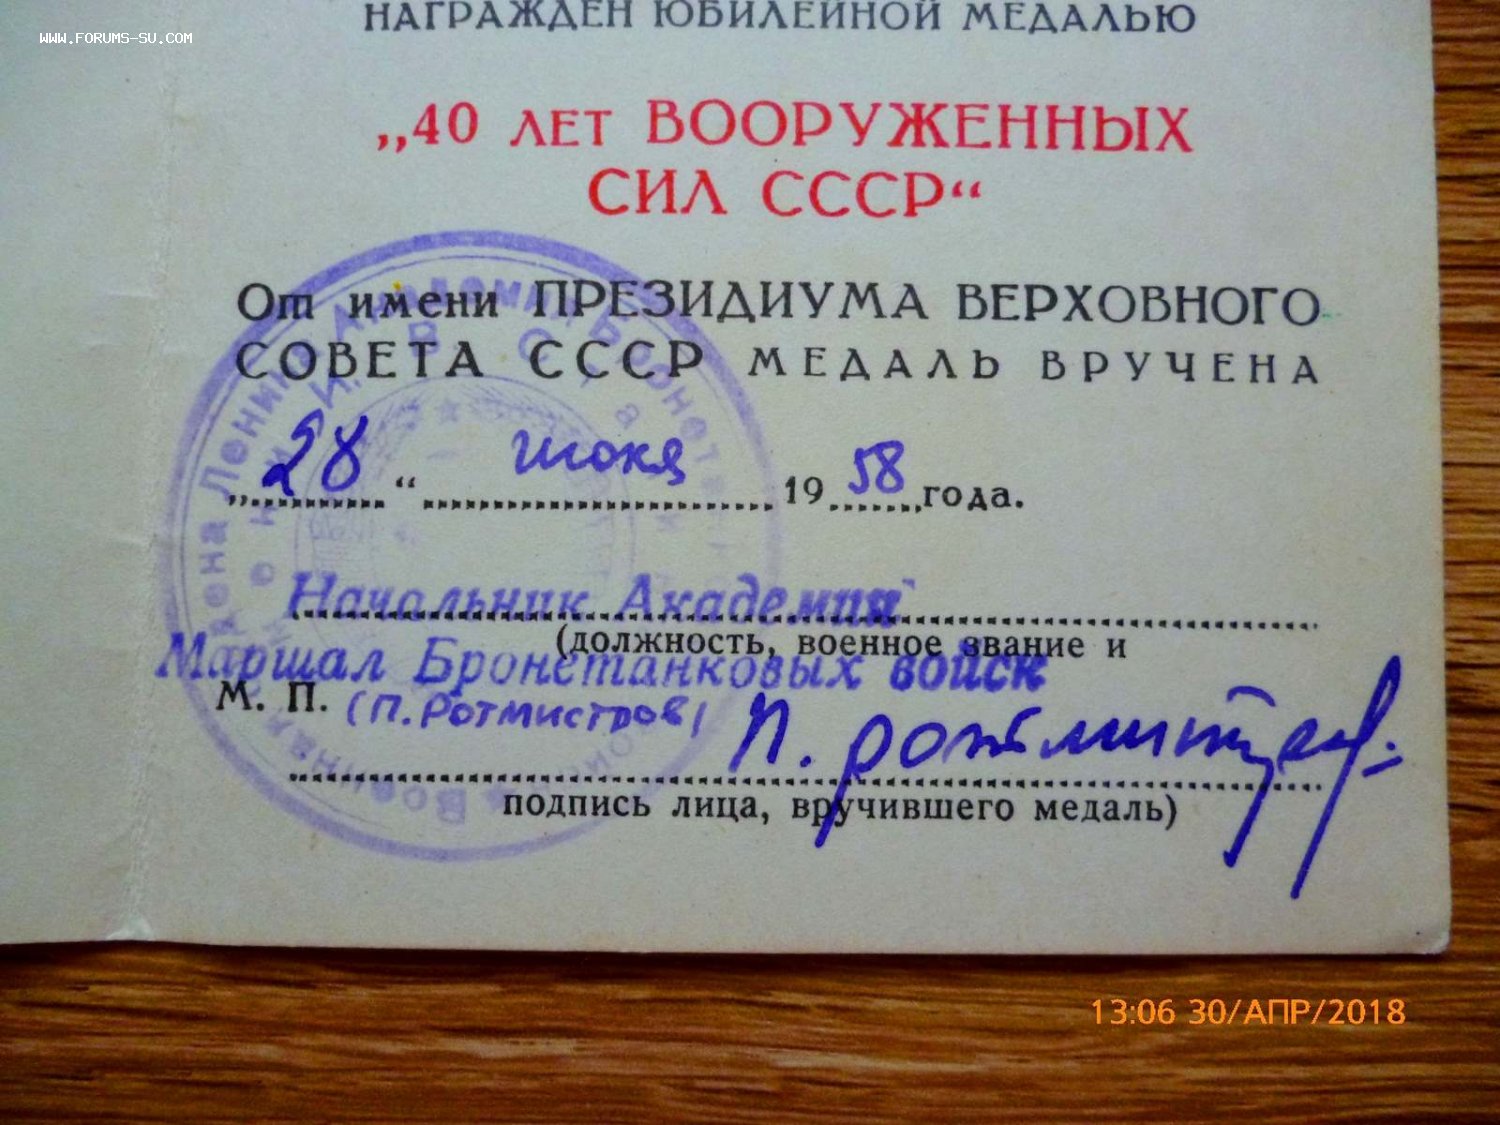 WWW.FORUMS-SU.COM
НАГРАЖДЕН ЮБИЛЕЙНОЙ МЕДАЛЬЮ
„40 ЛЕТ ВООРУЖЕННЫХ
СИЛ СССР“
От имени ПРЕЗИДИУМА ВЕРХОВНОГО
СОВЕТА СССР МЕДАЛЬ ВРУЧЕНА
„28“ июня 1958 года.
Начальник Академии
(должность, военное звание и
Маршал Бронетанковых войск
М. П. (П. Ротмистров)
П. Ротмистров
подпись лица, вручившего медаль)
13:06 30/АПР/2018